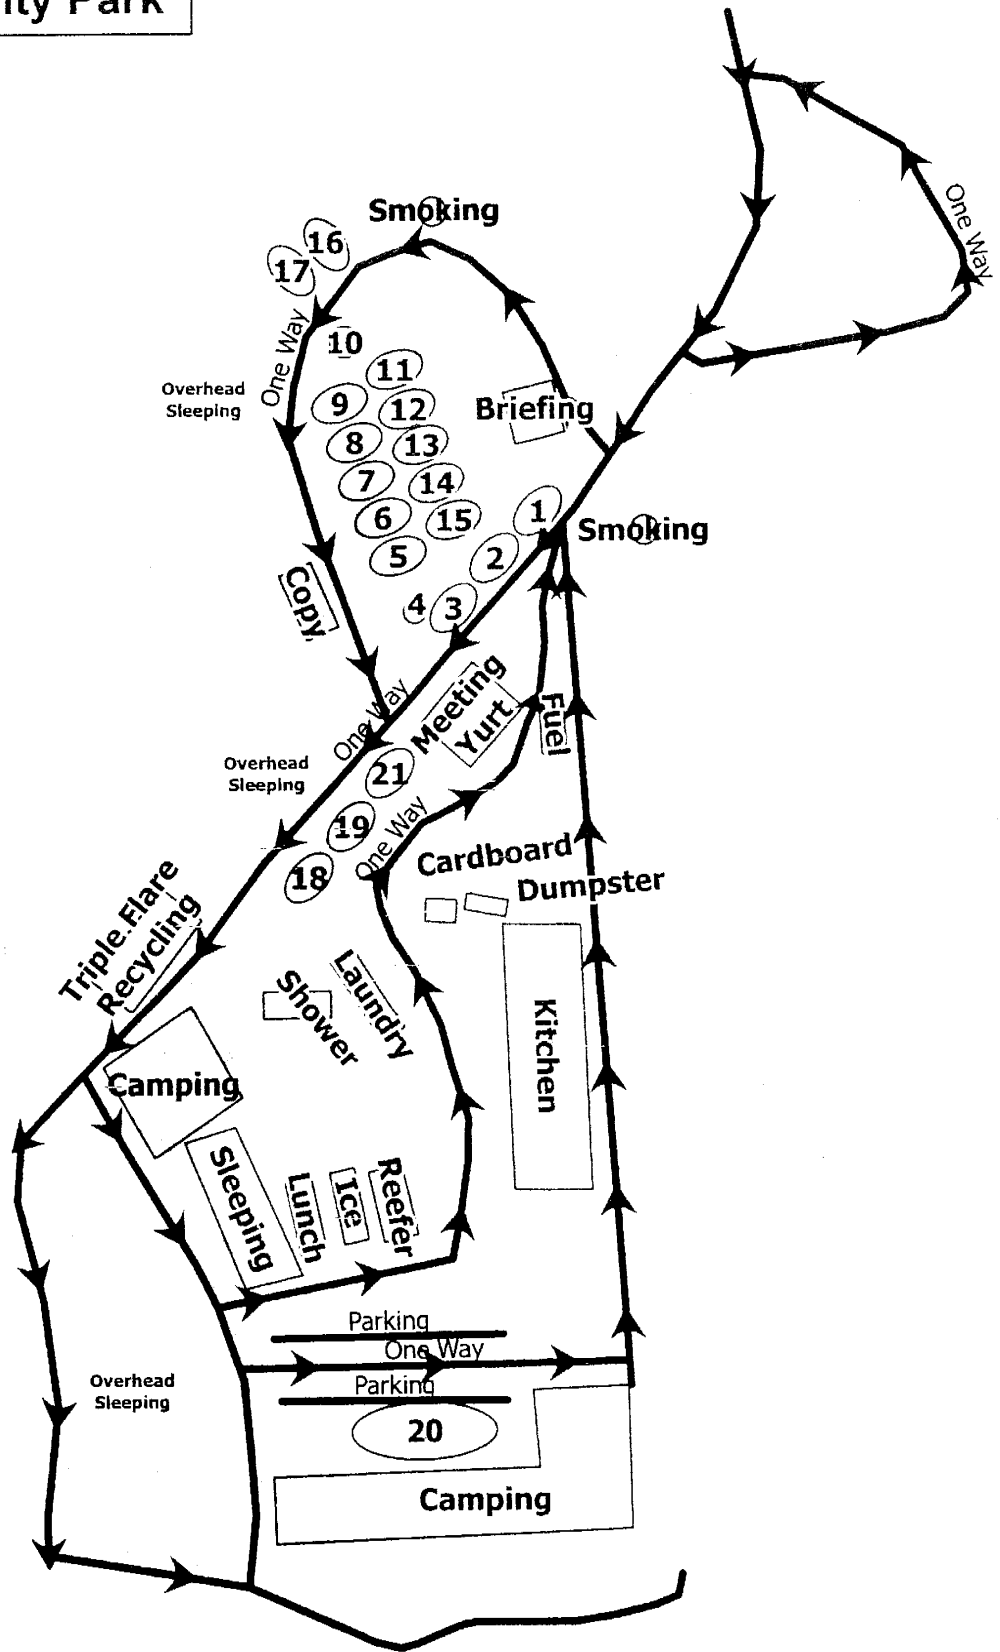 Park
Smoking
One Way
16
17
10
One Way
11
Overhead
Sleeping
9
12
Briefing
8
13
7
14
6
15
1
Smoking
5
2
Copy
4
3
Meeting
Yurt
One Way
Fuel
Overhead
Sleeping
21
19
One Way
18
Cardboard
Dumpster
Triple Flare
Recycling
Laundry
Shower
Kitchen
Camping
Sleeping
Lunch
Ice
Reefer
Parking
One Way
Parking
Overhead
Sleeping
20
Camping